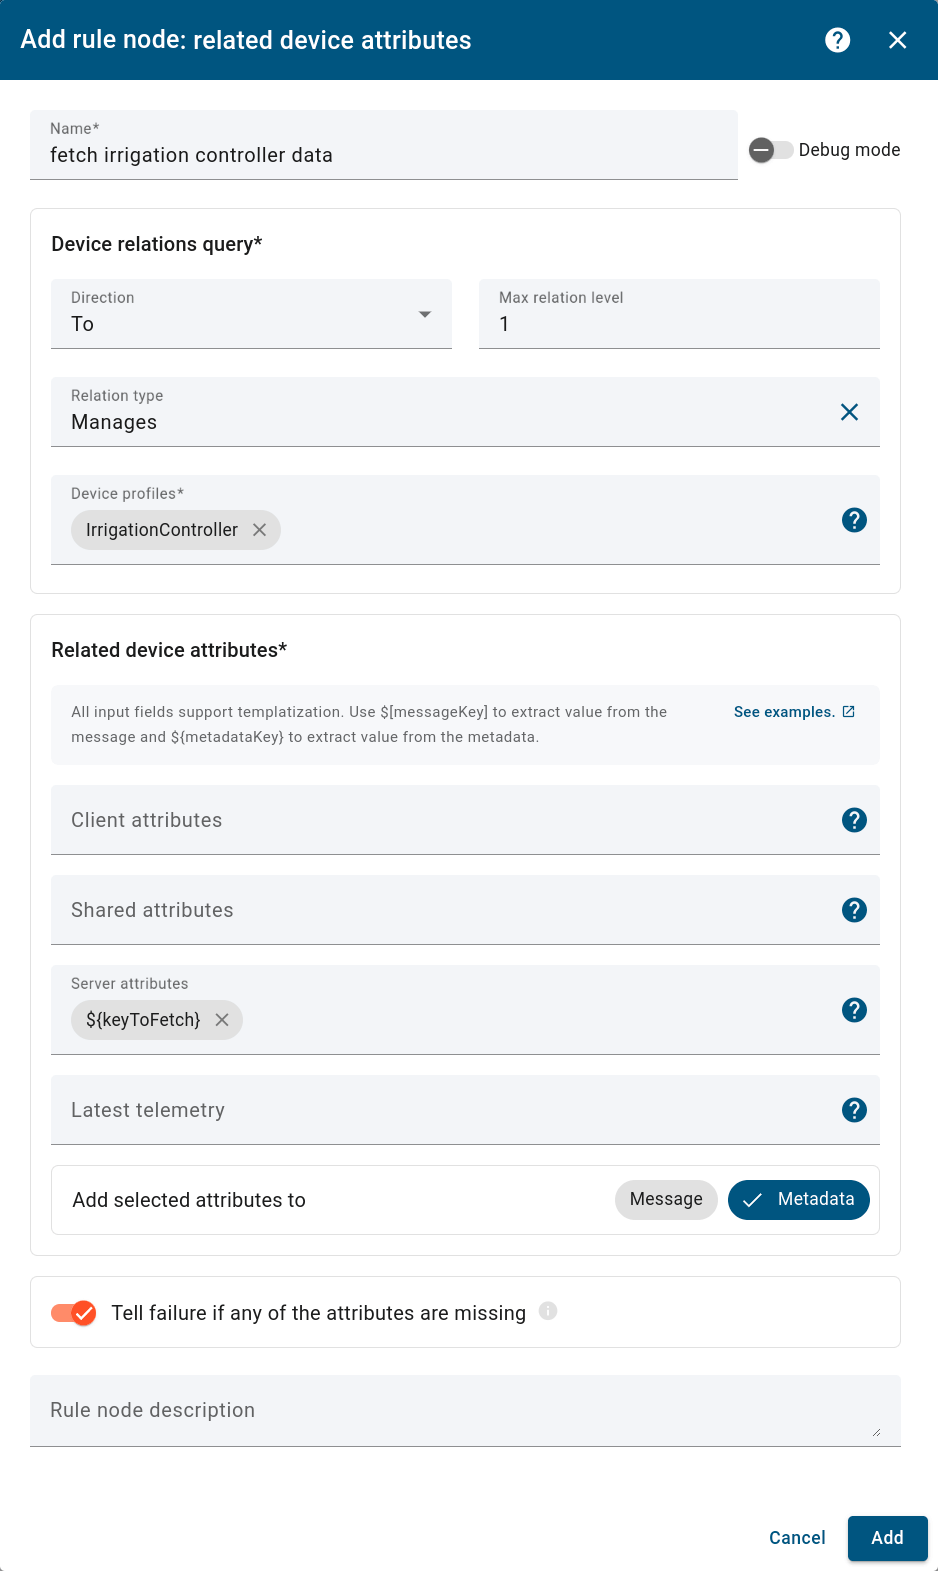 Add rule node: related device attributes
Name*
fetch irrigation controller data
Debug mode
Device relations query*
Direction
To
Max relation level
1
Relation type
Manages
Device profiles*
IrrigationController
Related device attributes*
All input fields support templatization. Use $[messageKey] to extract value from the
message and ${metadataKey} to extract value from the metadata.
See examples.
Client attributes
Shared attributes
Server attributes
${keyToFetch}
Latest telemetry
Add selected attributes to
Message
Metadata
Tell failure if any of the attributes are missing
Rule node description
Cancel
Add